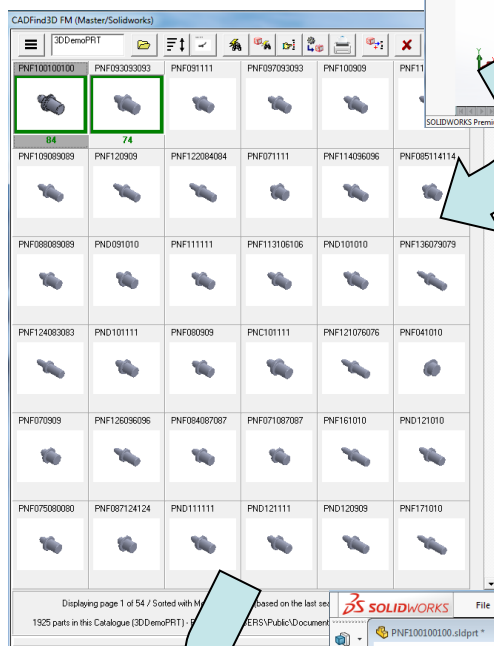 CADFind3D FM (Master/Solidworks)
3DDemoPRT
PNF100100100 PNF093093093 PNF091111 PNF097093093 PNF100909 PNF11
84 74
SOLIDWORKS Premi
PNF109089089 PNF120909 PNF122084084 PNF071111 PNF114096096 PNF085114114
PNF088089089 PND091010 PNF111111 PNF113106106 PND101010 PNF136079079
PNF124083083 PND101111 PNF080909 PNC101111 PNF121076076 PNF041010
PNF070909 PNF126096096 PNF084087087 PNF071087087 PNF161010 PND121010
PNF075080080 PNF087124124 PND111111 PND121111 PND120909 PNF171010
Displaying page 1 of 54 / Sorted with M based on the last sea
1925 parts in this Catalogue (3DDemoPRT) - ERS\Public\Document
SOLIDWORKS File
PNF100100100.sldprt *